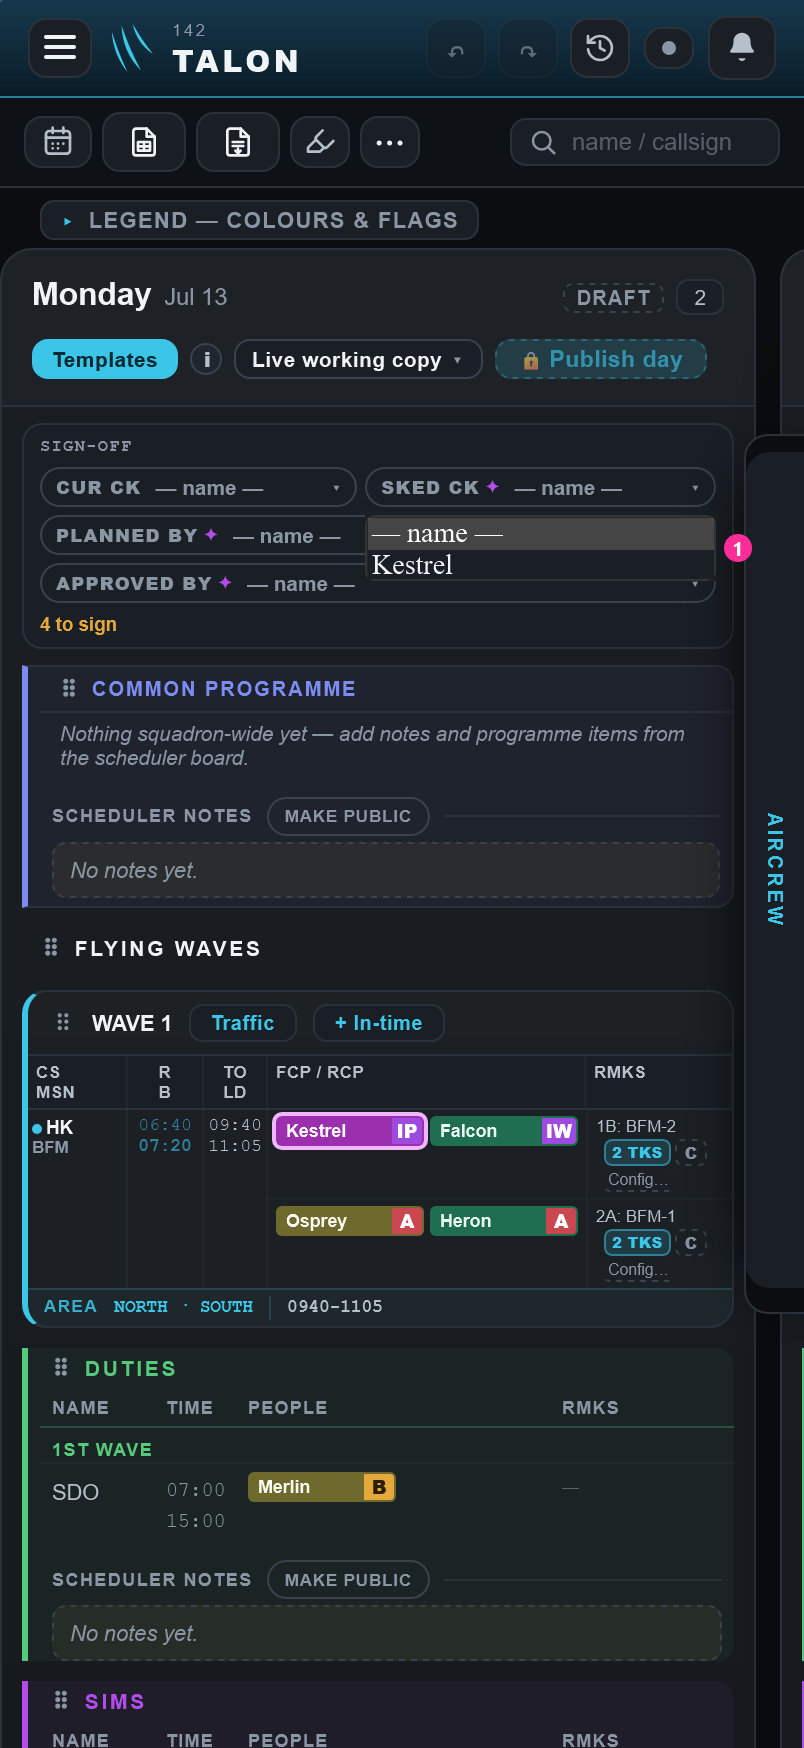 142
TALON
name / callsign
LEGEND — COLOURS & FLAGS
Monday Jul 13
DRAFT 2
Templates i Live working copy Publish day
SIGN-OFF
CUR CK — name — SKED CK — name —
PLANNED BY — name —
— name —
Kestrel
1
APPROVED BY — name —
4 to sign
COMMON PROGRAMME
Nothing squadron-wide yet — add notes and programme items from
the scheduler board.
SCHEDULER NOTES MAKE PUBLIC
No notes yet.
AIRCREW
FLYING WAVES
WAVE 1 Traffic + In-time
CS R TO FCP / RCP RMKS
MSN B LD
HK 06:40 09:40 Kestrel IP Falcon IW 1B: BFM-2
BFM 07:20 11:05 2 TKS C
Config...
Osprey A Heron A 2A: BFM-1
2 TKS C
Config...
AREA NORTH · SOUTH 0940-1105
DUTIES
NAME TIME PEOPLE RMKS
1ST WAVE
SDO 07:00 Merlin B —
15:00
SCHEDULER NOTES MAKE PUBLIC
No notes yet.
SIMS
NAME TIME PEOPLE RMKS